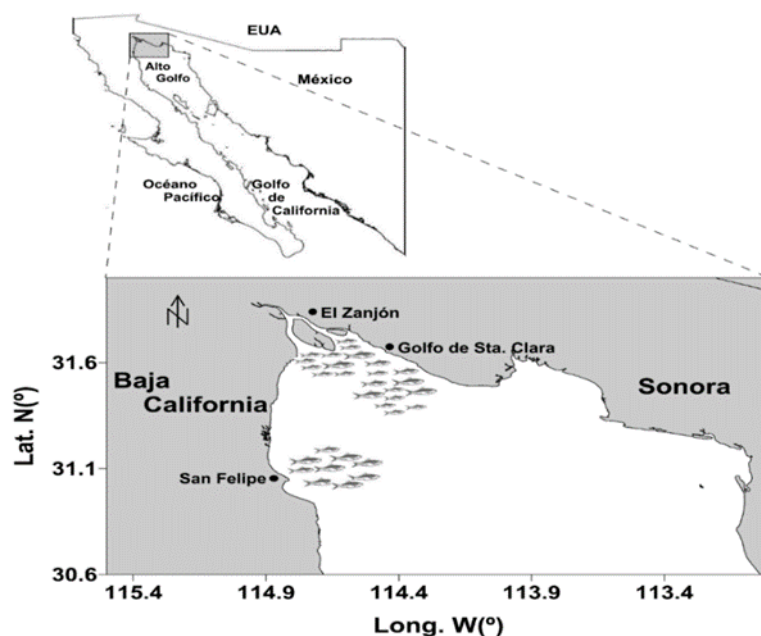 EUA
Alto
Golfo
México
Océano
Pacífico
Golfo
de
California
N
El Zanjón
Golfo de Sta. Clara
31.6
Baja
California
Sonora
Lat. N(º)
31.1
San Felipe
30.6
115.4 114.9 114.4 113.9 113.4
Long. W(º)